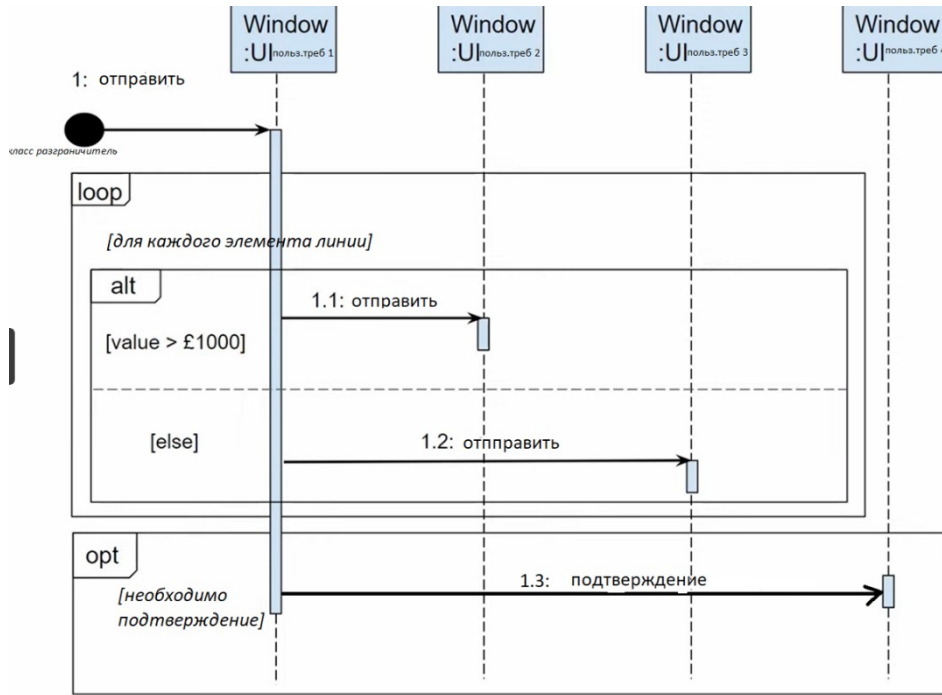 Window
:UI польз.треб 1
Window
:UI польз.треб 2
Window
:UI польз.треб 3
Window
:UI польз.треб
1: отправить
класс разграничитель
loop
[для каждого элемента линии]
alt
1.1: отправить
[value > £1000]
[else]
1.2: отпправить
opt
1.3: подтверждение
[необходимо
подтверждение]